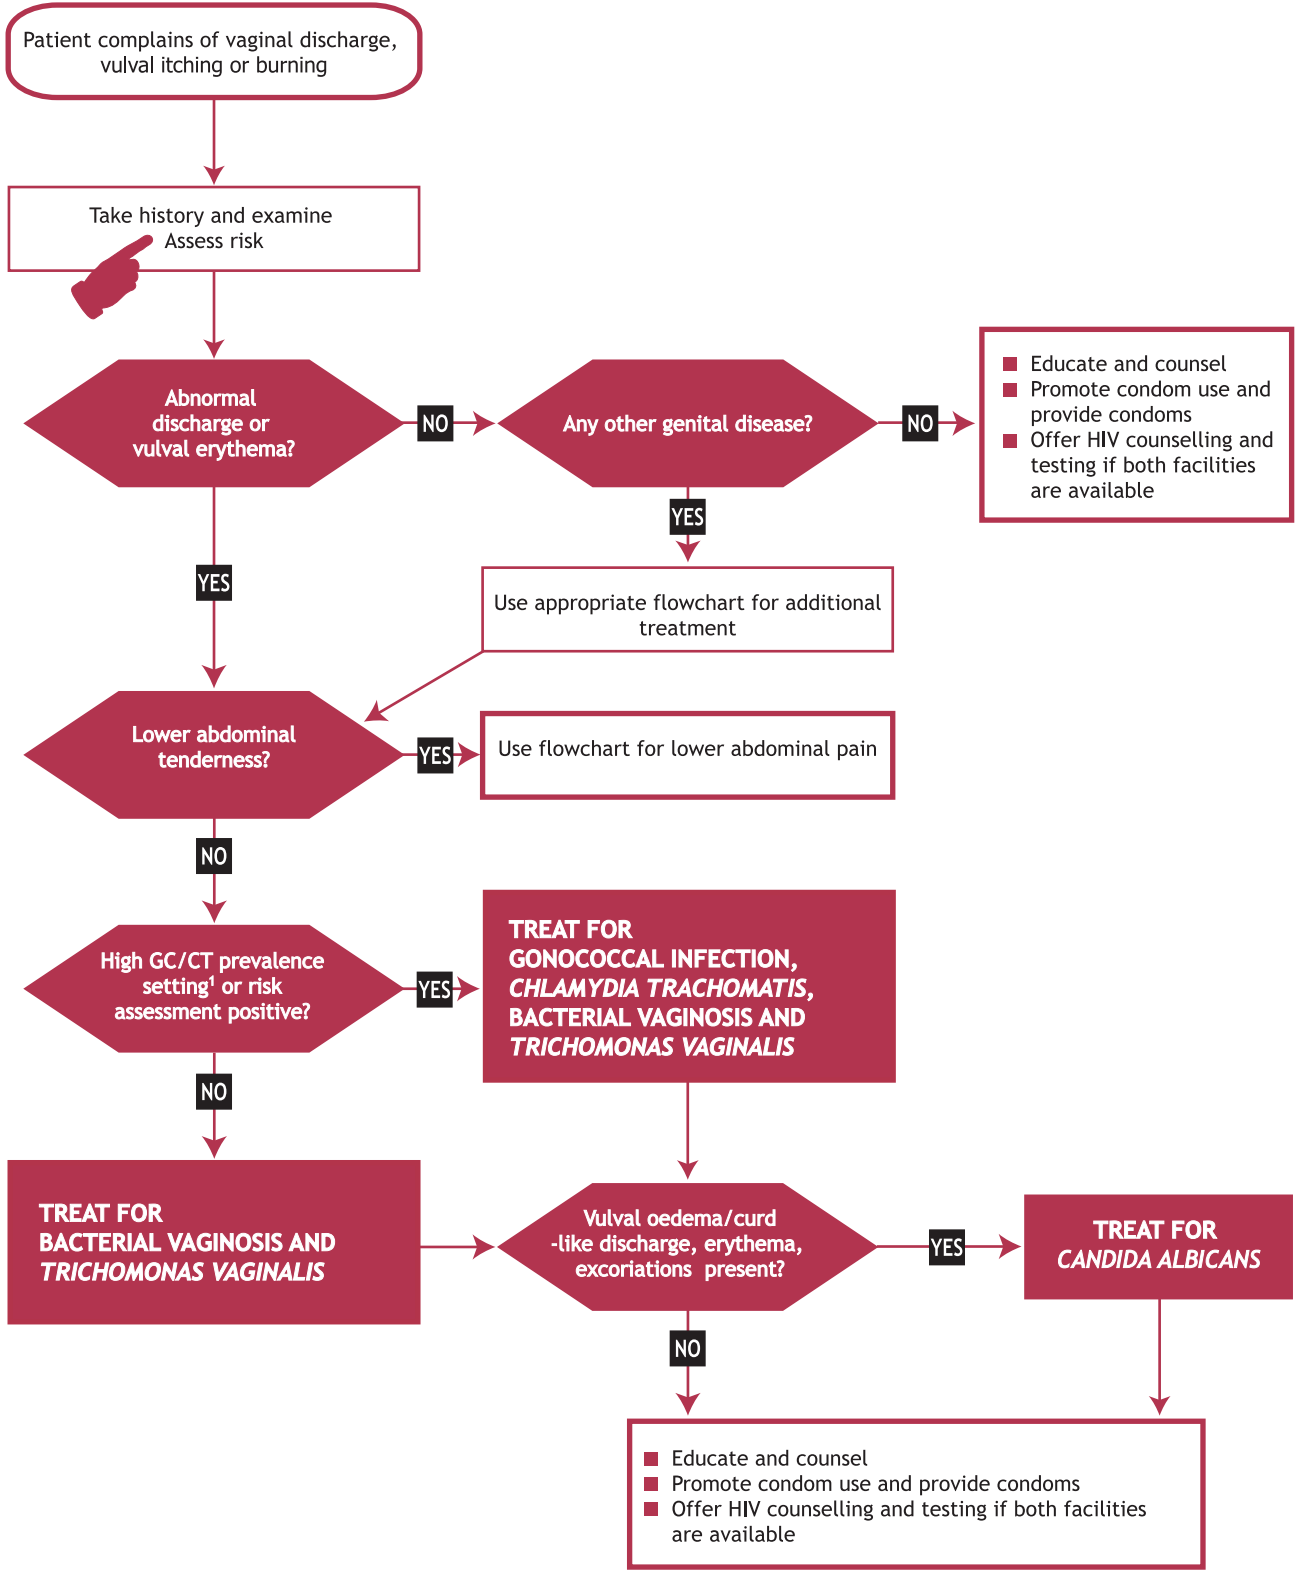 Patient complains of vaginal discharge,
vulval itching or burning
Take history and examine
Assess risk
Abnormal
discharge or
vulval erythema?
NO
Any other genital disease?
NO
■ Educate and counsel
■ Promote condom use and
provide condoms
■ Offer HIV counselling and
testing if both facilities
are available
YES
YES
Use appropriate flowchart for additional
treatment
Lower abdominal
tenderness?
YES
Use flowchart for lower abdominal pain
NO
High GC/CT prevalence
setting¹ or risk
assessment positive?
YES
TREAT FOR
GONOCOCCAL INFECTION,
CHLAMYDIA TRACHOMATIS,
BACTERIAL VAGINOSIS AND
TRICHOMONAS VAGINALIS
NO
TREAT FOR
BACTERIAL VAGINOSIS AND
TRICHOMONAS VAGINALIS
Vulval oedema/curd
-like discharge, erythema,
excoriations present?
YES
TREAT FOR
CANDIDA ALBICANS
NO
■ Educate and counsel
■ Promote condom use and provide condoms
■ Offer HIV counselling and testing if both facilities
are available